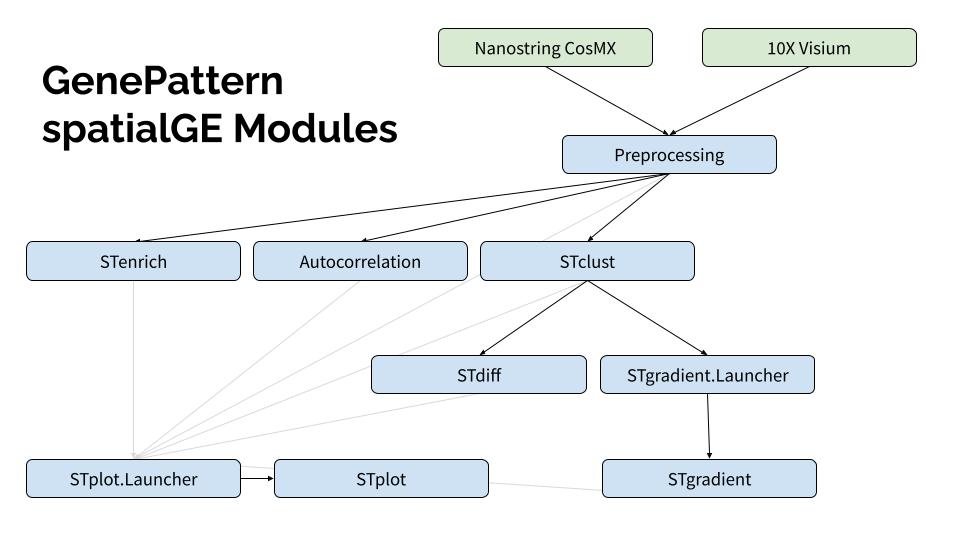 GenePattern
spatialGE Modules
Nanostring CosMX
10X Visium
Preprocessing
STenrich
Autocorrelation
STclust
STdiff
STgradient.Launcher
STplot.Launcher
STplot
STgradient